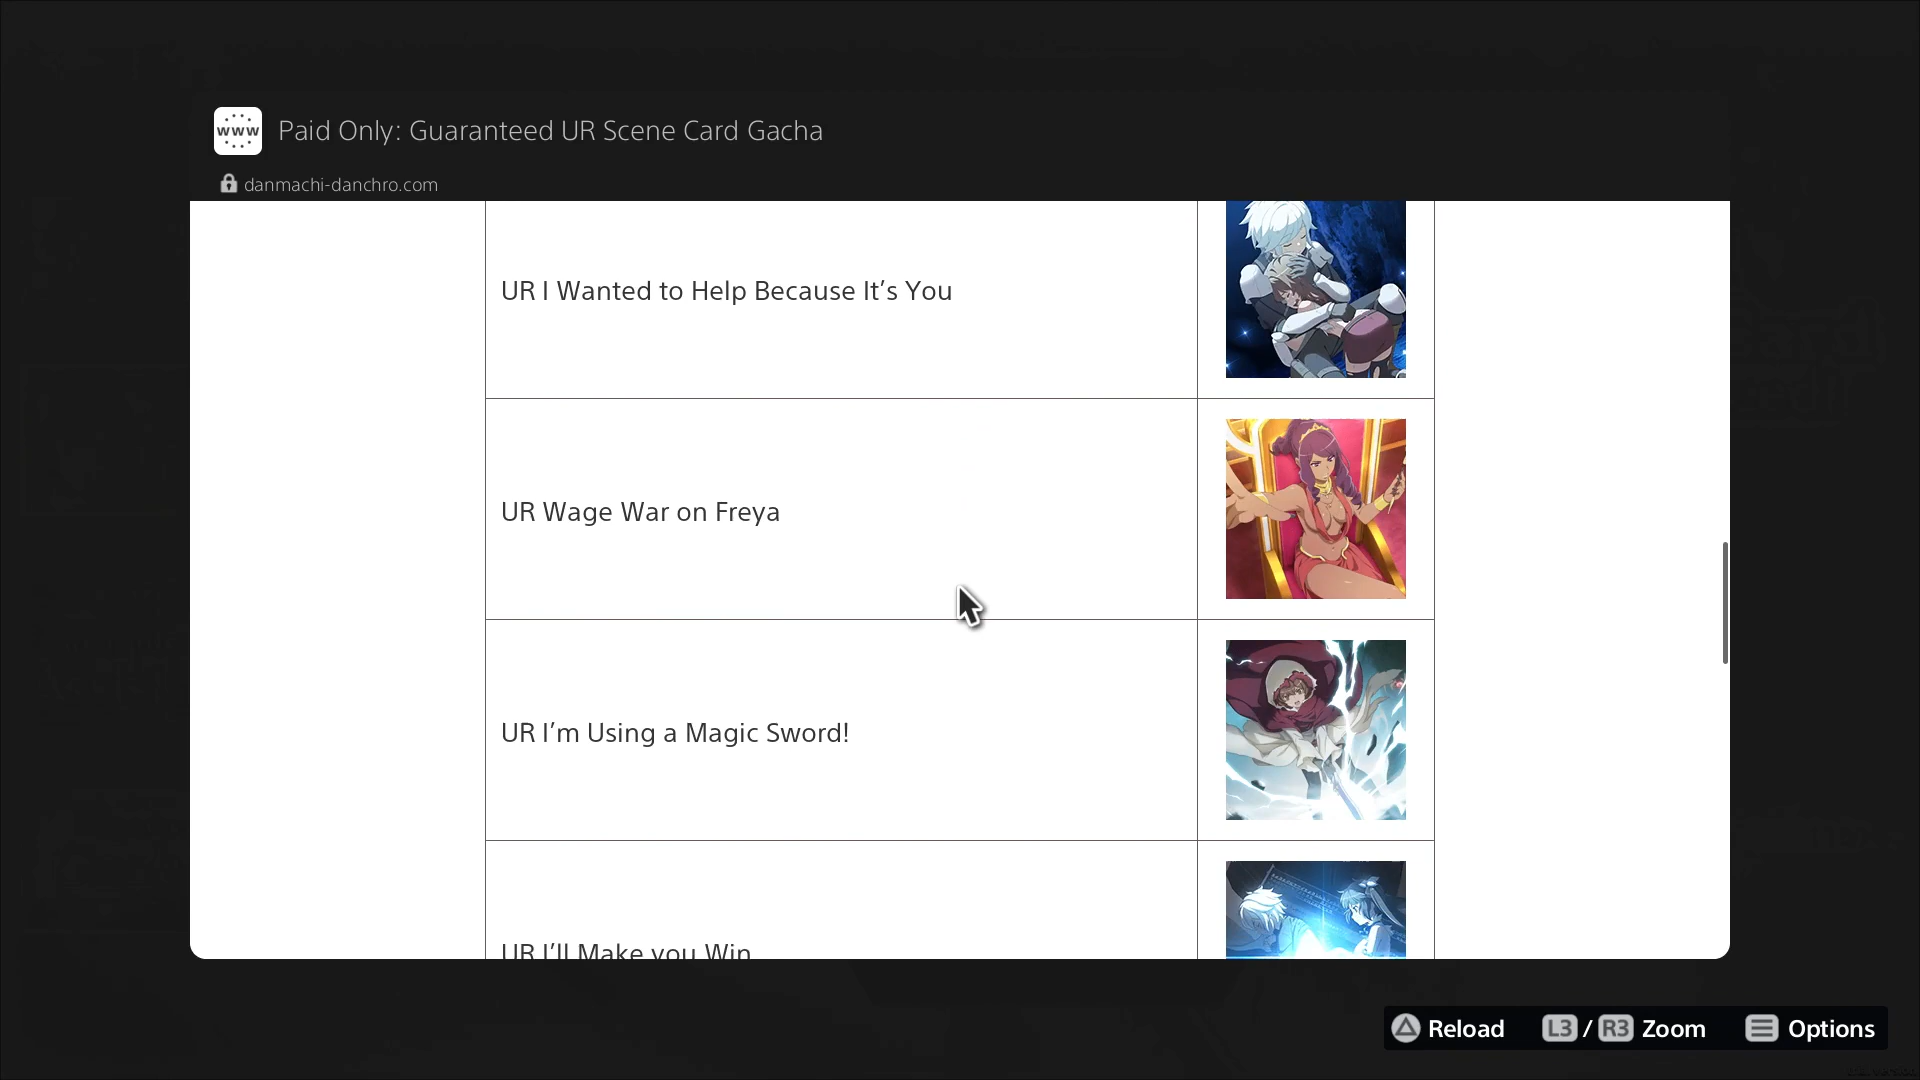 www
Paid Only: Guaranteed UR Scene Card Gacha
danmachi-danchro.com
UR I Wanted to Help Because It's You
UR Wage War on Freya
UR I'm Using a Magic Sword!
UR I'll Make you Win
Reload L3 / R3 Zoom Options